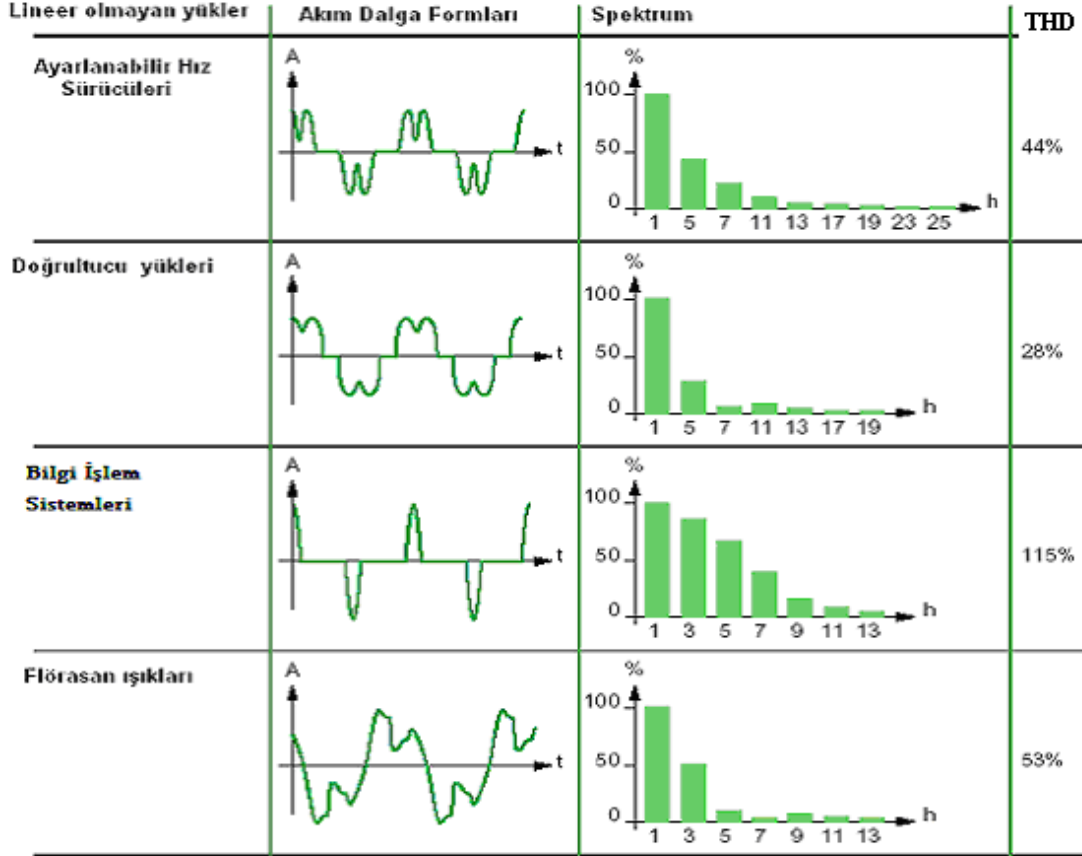 Lineer olmayan yükler Akım Dalga Formları Spektrum THD
Ayarlanabilir Hız
Sürücüleri
A
t
%
100
50
0
h
1 5 7 11 13 17 19 23 25
44%
Doğrultucu yükleri
A
t
%
100
50
0
h
1 5 7 11 13 17 19
28%
Bilgi İşlem
Sistemleri
A
t
%
100
50
0
h
1 3 5 7 9 11 13
115%
Flörasan ışıkları
A
t
%
100
50
0
h
1 3 5 7 9 11 13
53%